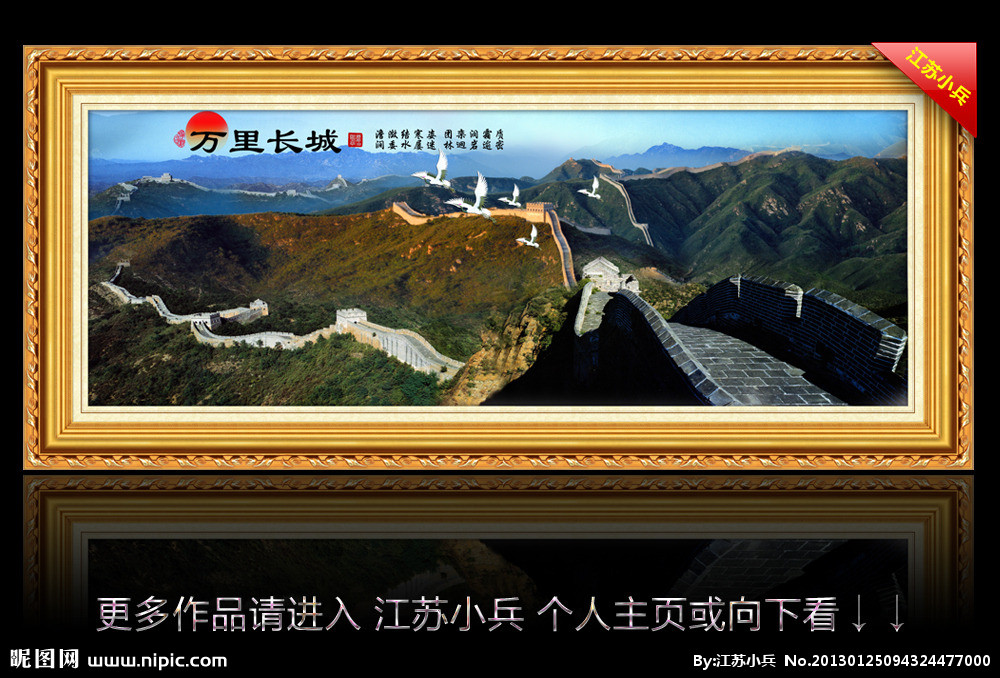 江苏小兵
万里长城
更多作品请进入 江苏小兵 个人主页或向下看↓ ↓
昵图网 www.nipic.com
By:江苏小兵 No.20130125094324477000